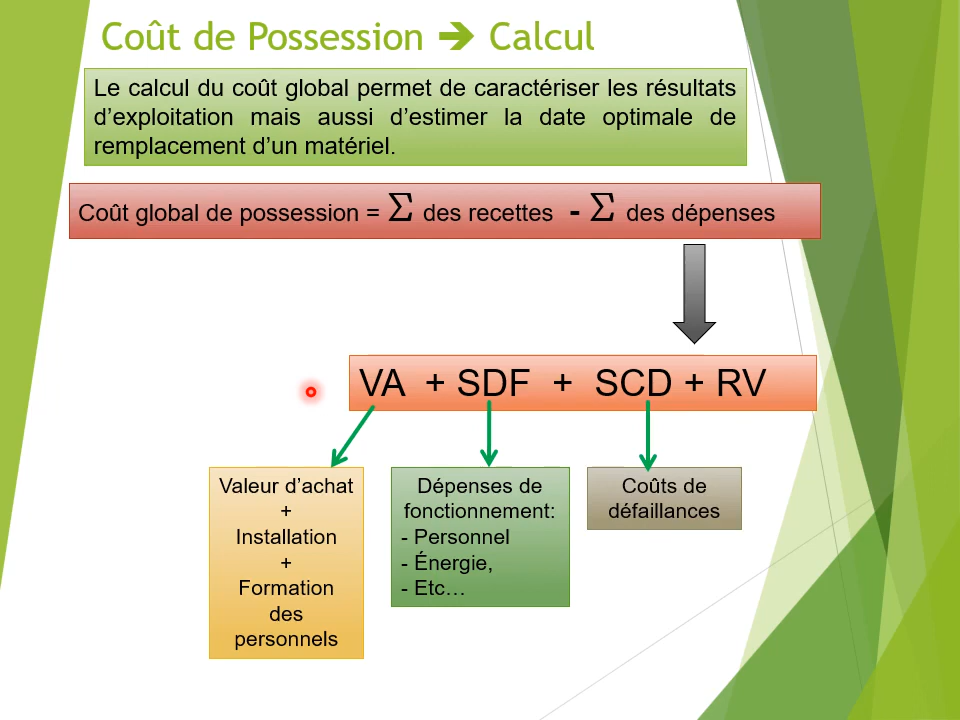 Coût de Possession ➔ Calcul
Le calcul du coût global permet de caractériser les résultats
d’exploitation mais aussi d’estimer la date optimale de
remplacement d’un matériel.
Coût global de possession = ∑ des recettes - ∑ des dépenses
VA + SDF + SCD + RV
Valeur d’achat
+
Installation
+
Formation
des
personnels
Dépenses de
fonctionnement:
- Personnel
- Énergie,
- Etc…
Coûts de
défaillances